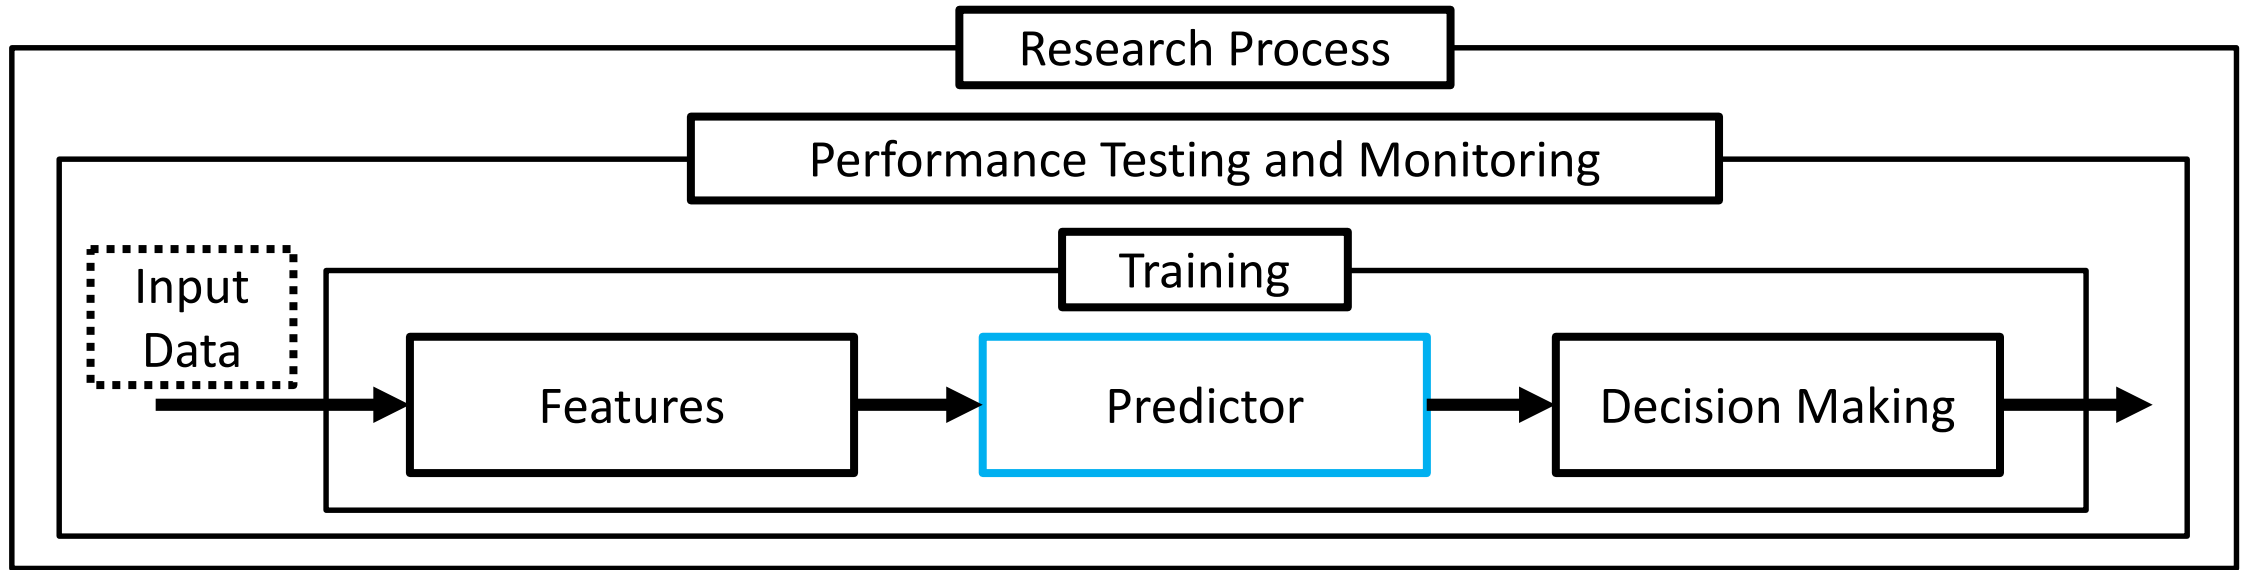 Research Process
Performance Testing and Monitoring
Training
Input
Data
Features
Predictor
Decision Making